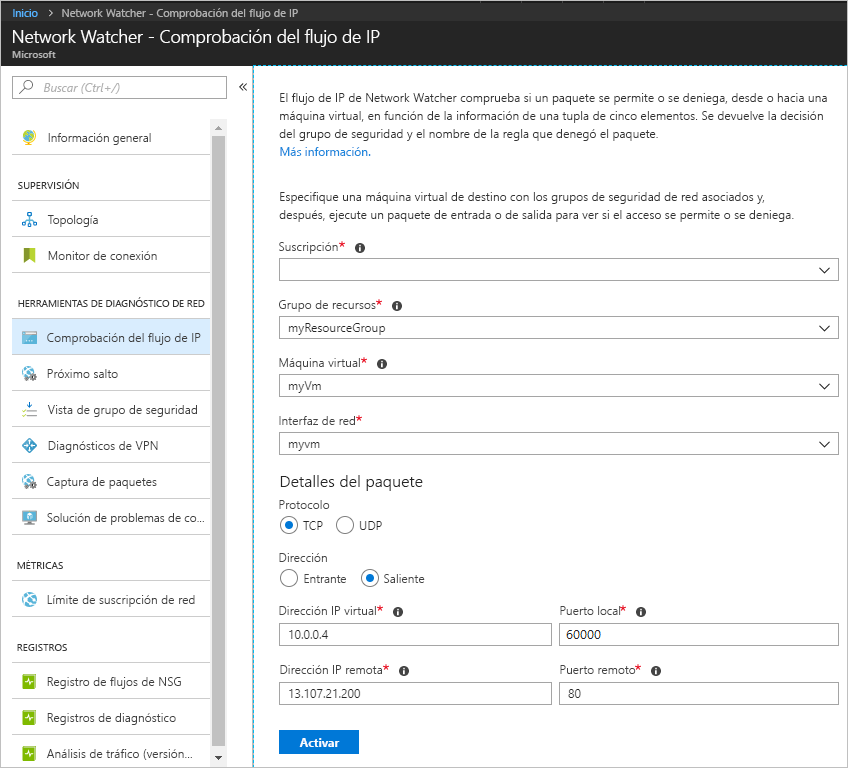 Inicio > Network Watcher - Comprobación del flujo de IP
Network Watcher - Comprobación del flujo de IP
Microsoft
Buscar (Ctrl+/)
«
Información general
SUPERVISIÓN
Topología
Monitor de conexión
HERRAMIENTAS DE DIAGNÓSTICO DE RED
Comprobación del flujo de IP
Próximo salto
Vista de grupo de seguridad
Diagnósticos de VPN
Captura de paquetes
Solución de problemas de co...
MÉTRICAS
Límite de suscripción de red
REGISTROS
Registro de flujos de NSG
Registros de diagnóstico
Análisis de tráfico (versión...
El flujo de IP de Network Watcher comprueba si un paquete se permite o se deniega, desde o hacia una
máquina virtual, en función de la información de una tupla de cinco elementos. Se devuelve la decisión
del grupo de seguridad y el nombre de la regla que denegó el paquete.
Más información.
Especifique una máquina virtual de destino con los grupos de seguridad de red asociados y,
después, ejecute un paquete de entrada o de salida para ver si el acceso se permite o se deniega.
Suscripción*
Grupo de recursos*
myResourceGroup
Máquina virtual*
myVm
Interfaz de red*
myvm
Detalles del paquete
Protocolo
TCP UDP
Dirección
Entrante Saliente
Dirección IP virtual* Puerto local*
10.0.0.4 60000
Dirección IP remota* Puerto remoto*
13.107.21.200 80
Activar